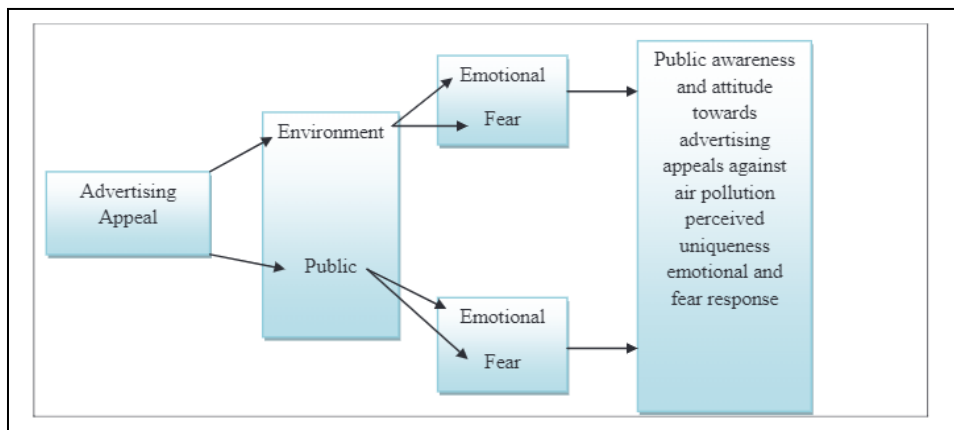 Advertising
Appeal
Environment
Public
Emotional
Fear
Emotional
Fear
Public awareness
and attitude
towards
advertising
appeals against
air pollution
perceived
uniqueness
emotional and
fear response